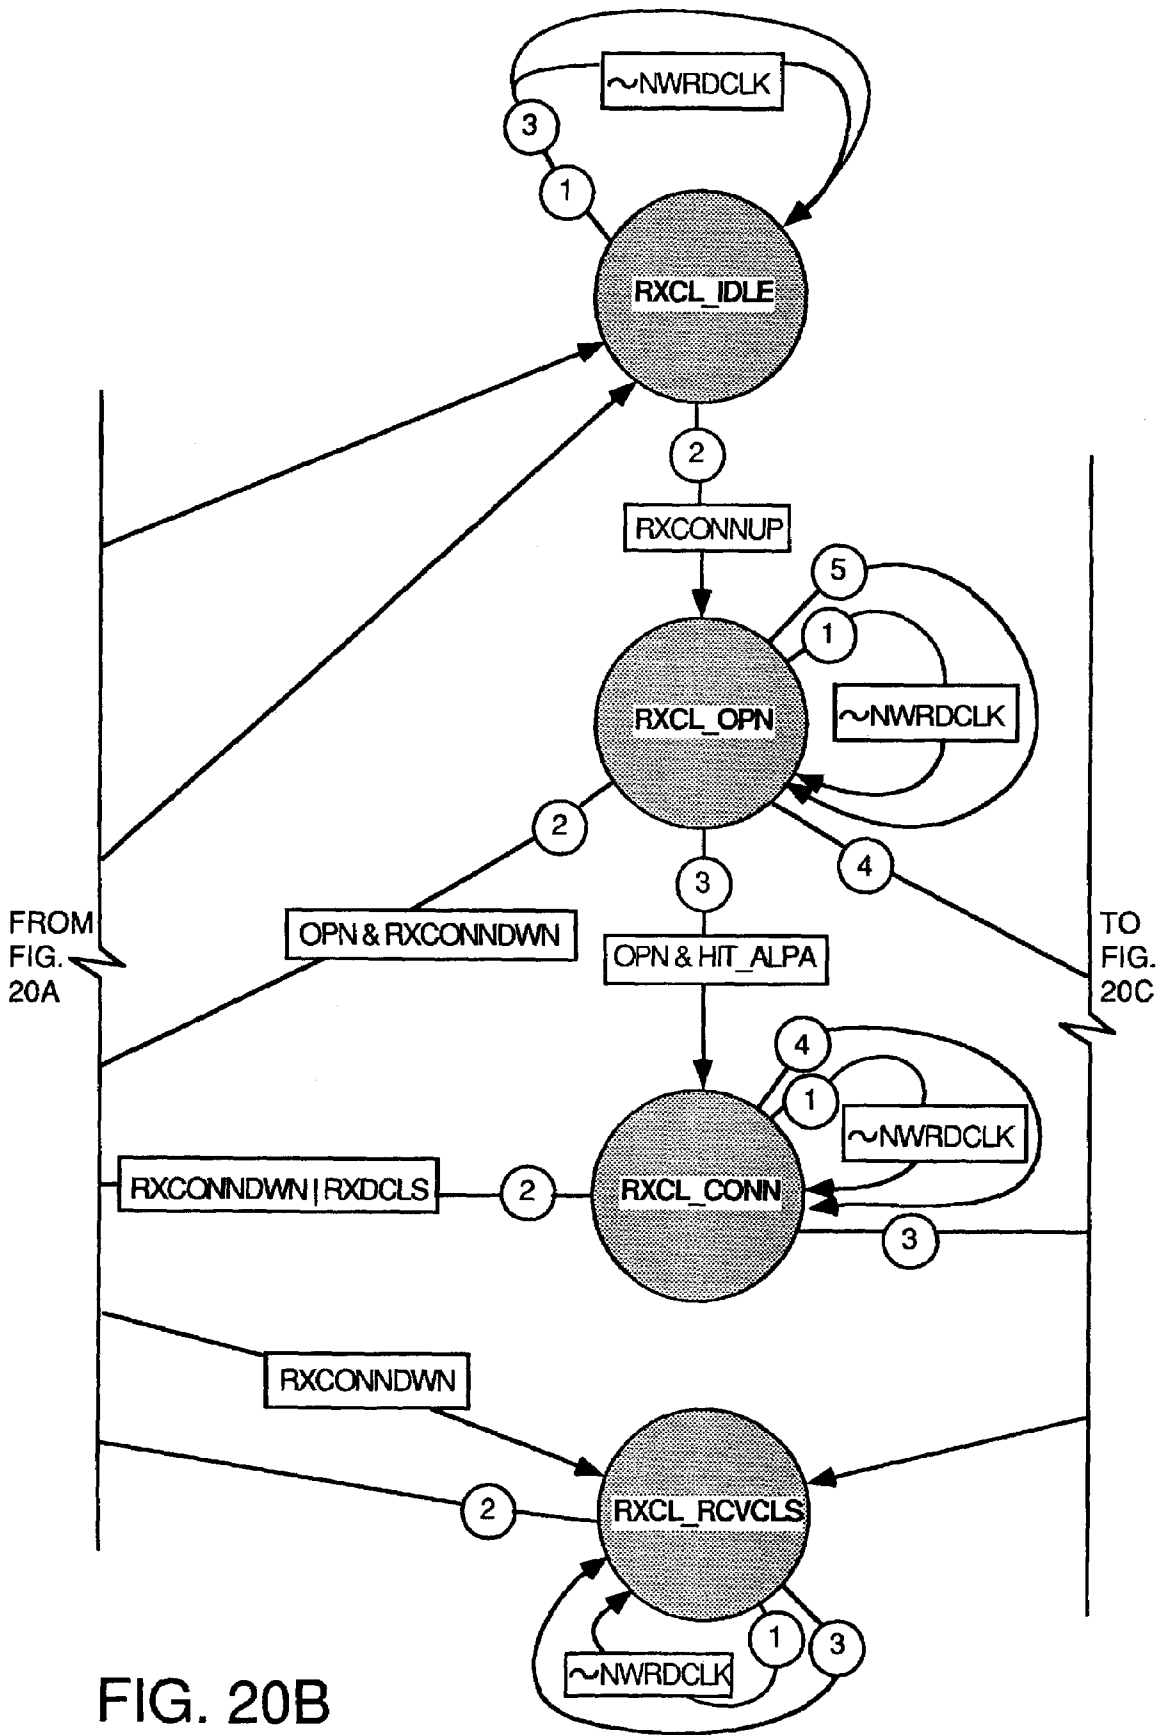 ~NWRDCLK
3
1
RXCL_IDLE
2
RXCONNUP
5
1
~NWRDCLK
RXCL_OPN
2
3
4
OPN & RXCONNDWN
OPN & HIT_ALPA
FROM
FIG.
20A
TO
FIG.
20C
4
1
~NWRDCLK
RXCONNDWN | RXDCLS
2
RXCL_CONN
3
RXCONNDWN
2
RXCL_RCVCLS
1
3
~NWRDCLK
FIG. 20B